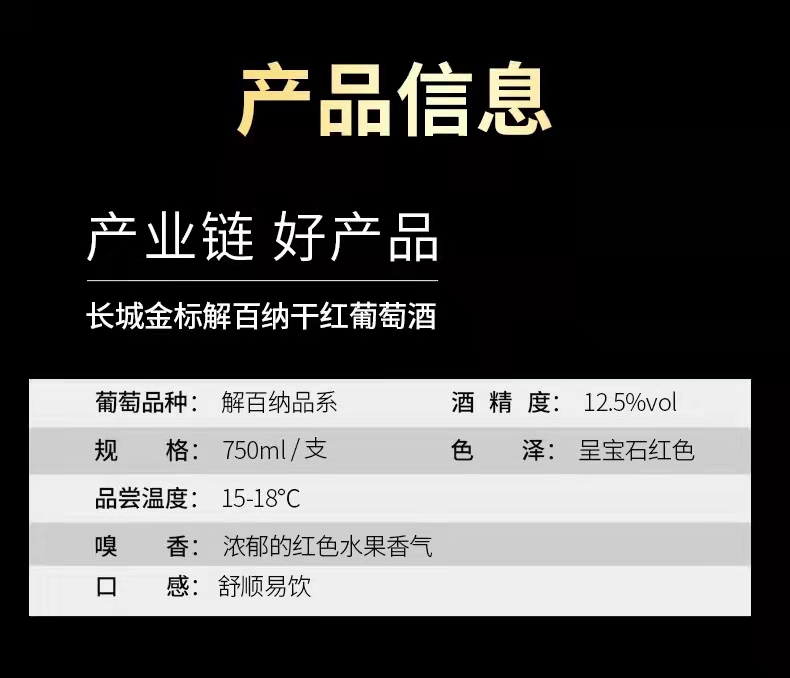 产品信息
产业链 好产品
长城金标解百纳干红葡萄酒
葡萄品种： 解百纳品系 酒精度： 12.5%vol
规格： 750ml/支 色泽： 呈宝石红色
品尝温度： 15-18℃
嗅香： 浓郁的红色水果香气
口感： 舒顺易饮